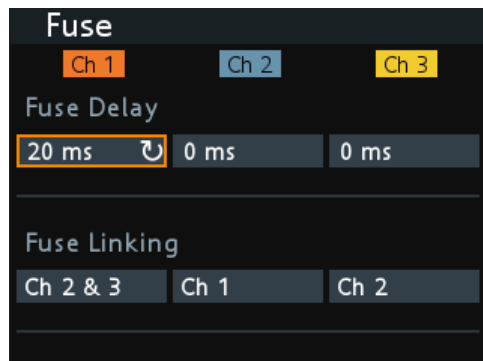 Fuse
Ch 1 Ch 2 Ch 3
Fuse Delay
20 ms 0 ms 0 ms
Fuse Linking
Ch 2 & 3 Ch 1 Ch 2